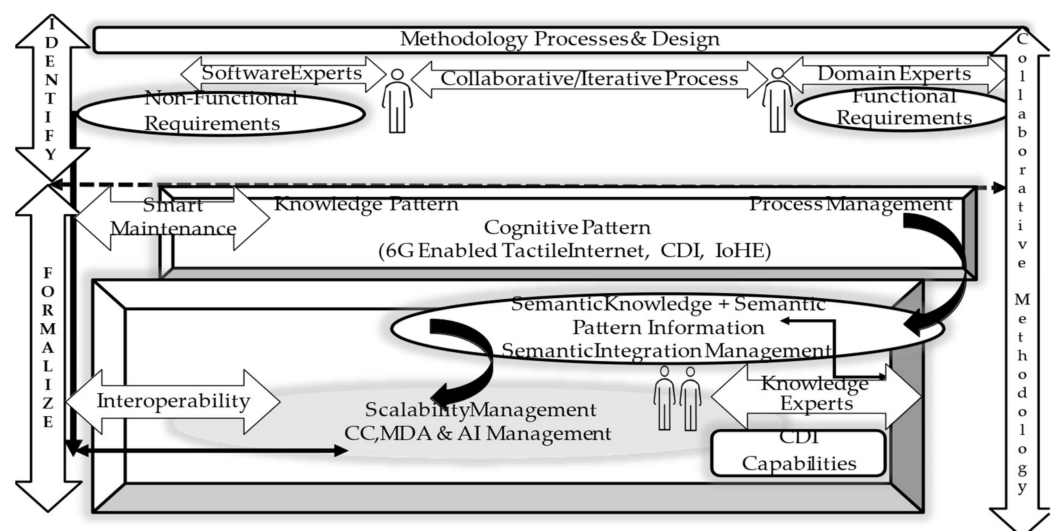 IDENTIFY
Methodology Processes & Design
Software Experts
Collaborative/Iterative Process
Domain Experts
Non-Functional
Requirements
Functional
Requirements
Collaborative Methodology
FORMALIZE
Smart
Maintenance
Knowledge Pattern
Process Management
Cognitive Pattern
(6G Enabled TactileInternet, CDI, IoHE)
SemanticKnowledge + Semantic
Pattern Information
SemanticIntegration Management
Interoperability
Knowledge
Experts
ScalabilityManagement
CC,MDA & AI Management
CDI
Capabilities